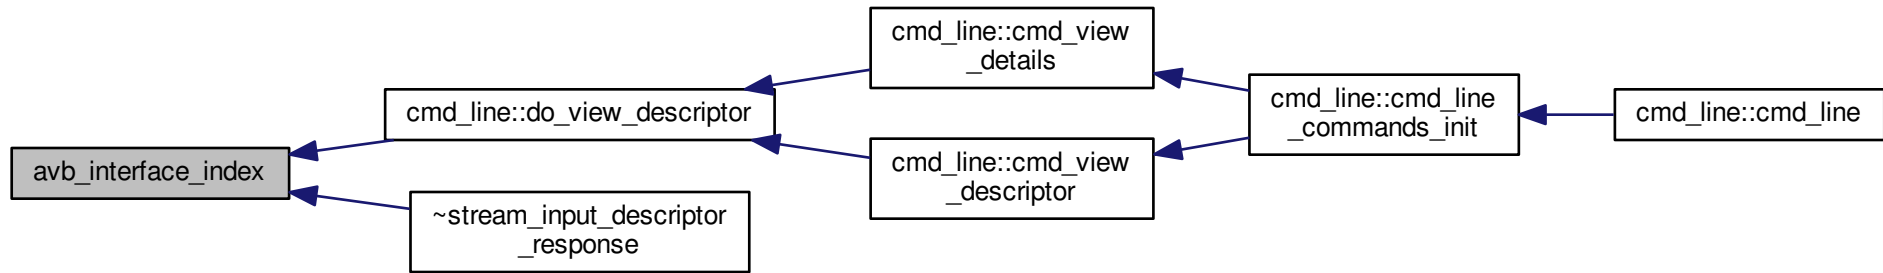 avb_interface_index
cmd_line::do_view_descriptor
~stream_input_descriptor
_response
cmd_line::cmd_view
_details
cmd_line::cmd_view
_descriptor
cmd_line::cmd_line
_commands_init
cmd_line::cmd_line